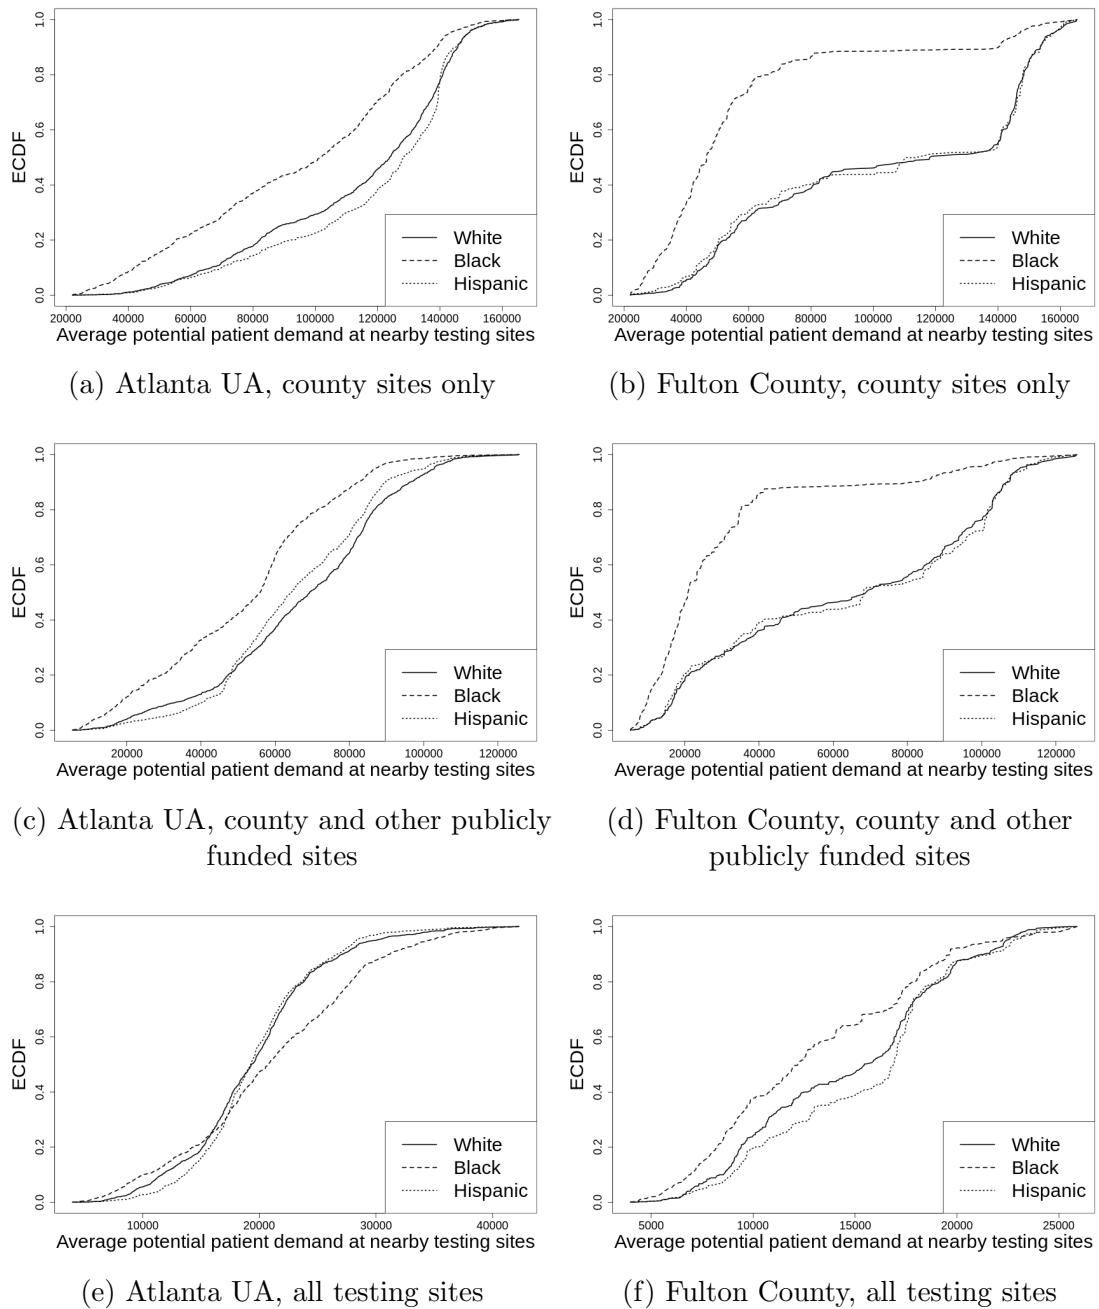 ECDF
0.0 0.2 0.4 0.6 0.8 1.0
White
Black
Hispanic
20000 40000 60000 80000 100000 120000 140000 160000
Average potential patient demand at nearby testing sites
(a) Atlanta UA, county sites only
ECDF
0.0 0.2 0.4 0.6 0.8 1.0
White
Black
Hispanic
20000 40000 60000 80000 100000 120000 140000 160000
Average potential patient demand at nearby testing sites
(b) Fulton County, county sites only
ECDF
0.0 0.2 0.4 0.6 0.8 1.0
White
Black
Hispanic
20000 40000 60000 80000 100000 120000
Average potential patient demand at nearby testing sites
(c) Atlanta UA, county and other publicly
funded sites
ECDF
0.0 0.2 0.4 0.6 0.8 1.0
White
Black
Hispanic
20000 40000 60000 80000 100000 120000
Average potential patient demand at nearby testing sites
(d) Fulton County, county and other
publicly funded sites
ECDF
0.0 0.2 0.4 0.6 0.8 1.0
White
Black
Hispanic
10000 20000 30000 40000
Average potential patient demand at nearby testing sites
(e) Atlanta UA, all testing sites
ECDF
0.0 0.2 0.4 0.6 0.8 1.0
White
Black
Hispanic
5000 10000 15000 20000 25000
Average potential patient demand at nearby testing sites
(f) Fulton County, all testing sites